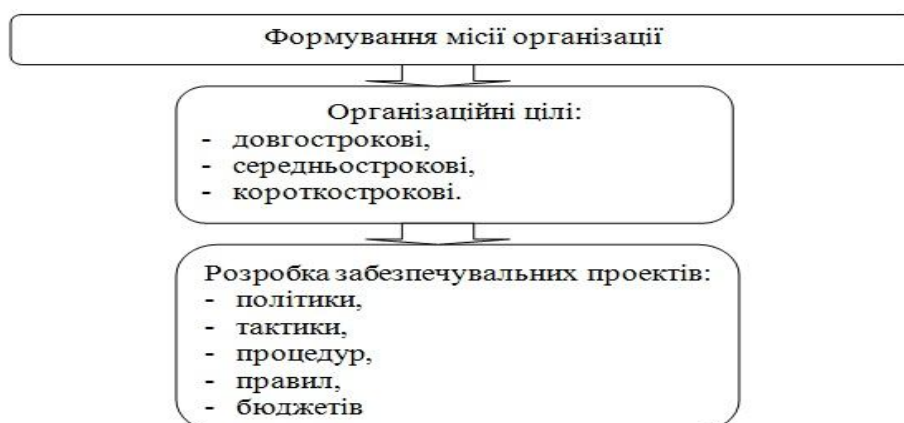 Формування місії організації
Організаційні цілі:
- довгострокові,
- середньострокові,
- короткострокові.
Розробка забезпечувальних проектів:
- політики,
- тактики,
- процедур,
- правил,
- бюджетів